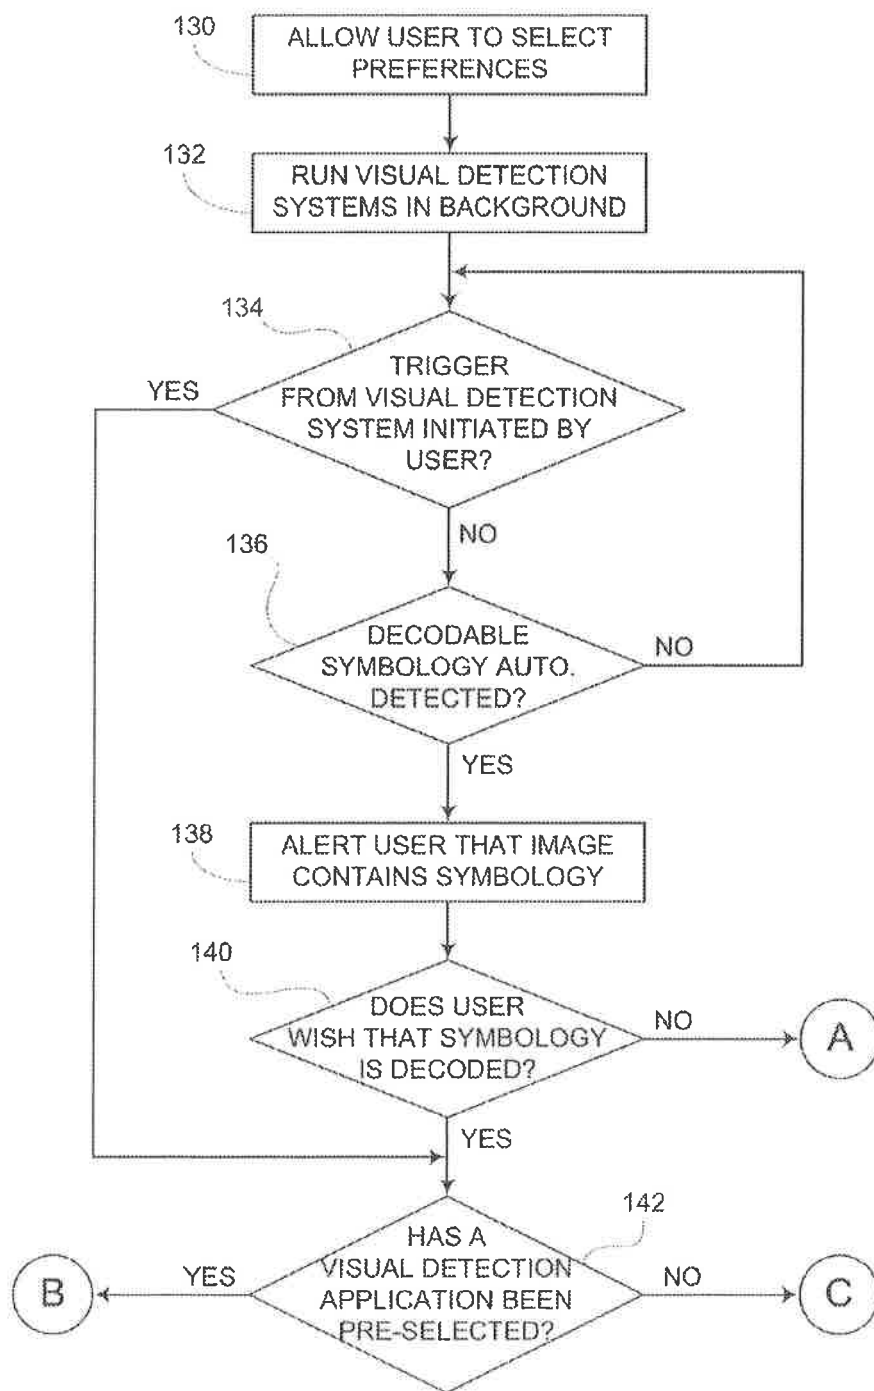 130
ALLOW USER TO SELECT
PREFERENCES
132
RUN VISUAL DETECTION
SYSTEMS IN BACKGROUND
134
YES
TRIGGER
FROM VISUAL DETECTION
SYSTEM INITIATED BY
USER?
NO
136
DECODABLE
SYMBOLOGY AUTO.
DETECTED?
NO
YES
138
ALERT USER THAT IMAGE
CONTAINS SYMBOLOGY
140
DOES USER
WISH THAT SYMBOLOGY
IS DECODED?
NO
A
YES
142
HAS A
VISUAL DETECTION
APPLICATION BEEN
PRE-SELECTED?
B
YES
NO
C